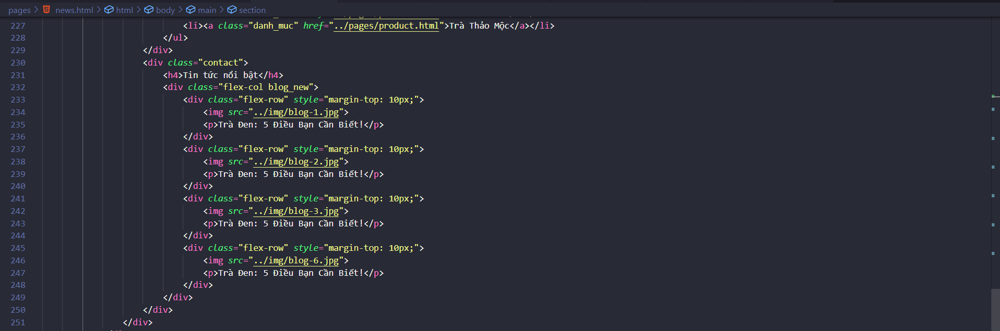 pages > news.html > html > body > main > section
227 <li><a class="danh_muc" href="../pages/product.html">Trà Thảo Mộc</a></li>
228 </ul>
229 </div>
230 <div class="contact">
231 <h4>Tin tức nổi bật</h4>
232 <div class="flex-col blog_new">
233 <div class="flex-row" style="margin-top: 10px;">
234 <img src="../img/blog-1.jpg">
235 <p>Trà Đen: 5 Điều Bạn Cần Biết!</p>
236 </div>
237 <div class="flex-row" style="margin-top: 10px;">
238 <img src="../img/blog-2.jpg">
239 <p>Trà Đen: 5 Điều Bạn Cần Biết!</p>
240 </div>
241 <div class="flex-row" style="margin-top: 10px;">
242 <img src="../img/blog-3.jpg">
243 <p>Trà Đen: 5 Điều Bạn Cần Biết!</p>
244 </div>
245 <div class="flex-row" style="margin-top: 10px;">
246 <img src="../img/blog-6.jpg">
247 <p>Trà Đen: 5 Điều Bạn Cần Biết!</p>
248 </div>
249 </div>
250 </div>
251 </div>